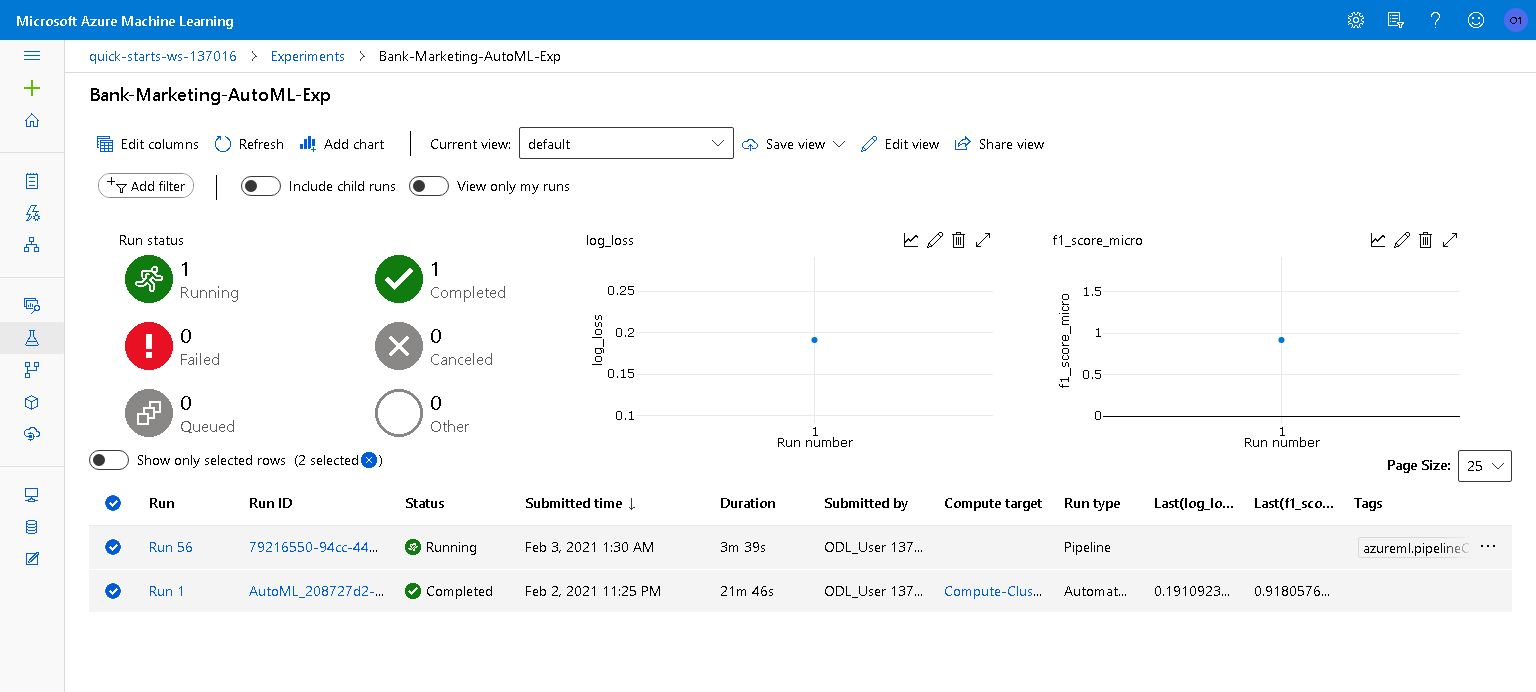 Microsoft Azure Machine Learning
O1
quick-starts-ws-137016 > Experiments > Bank-Marketing-AutoML-Exp
Bank-Marketing-AutoML-Exp
Edit columns Refresh Add chart Current view: default Save view Edit view Share view
Add filter Include child runs View only my runs
Run status
1
Running
1
Completed
0
Failed
0
Canceled
0
Queued
0
Other
log_loss
0.25
0.2
0.15
0.1
log_loss
1
Run number
f1_score_micro
1.5
1
0.5
0
f1_score_micro
1
Run number
Show only selected rows (2 selected )
Page Size: 25
Run Run ID Status Submitted time ↓ Duration Submitted by Compute target Run type Last(log_lo... Last(f1_sco... Tags
Run 56 79216550-94cc-44... Running Feb 3, 2021 1:30 AM 3m 39s ODL_User 137... Pipeline azureml.pipelineC ...
Run 1 AutoML_208727d2-... Completed Feb 2, 2021 11:25 PM 21m 46s ODL_User 137... Compute-Clus... Automat... 0.1910923... 0.9180576...